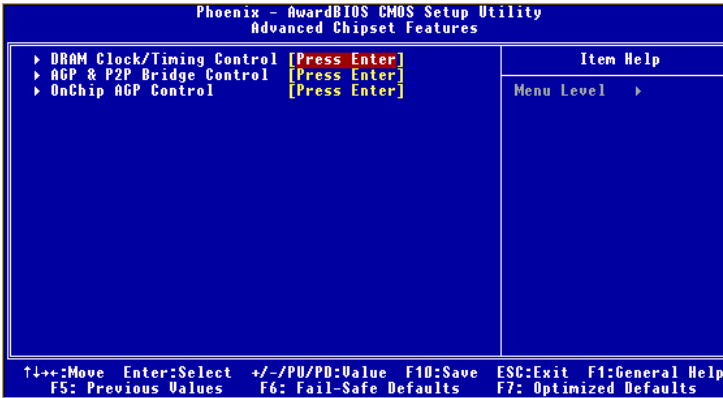 Phoenix - AwardBIOS CMOS Setup Utility
Advanced Chipset Features
▸ DRAM Clock/Timing Control [Press Enter]
▸ AGP & P2P Bridge Control [Press Enter]
▸ OnChip AGP Control [Press Enter]
Item Help
Menu Level ▸
↑↓→←:Move Enter:Select +/-/PU/PD:Value F10:Save ESC:Exit F1:General Help
F5: Previous Values F6: Fail-Safe Defaults F7: Optimized Defaults